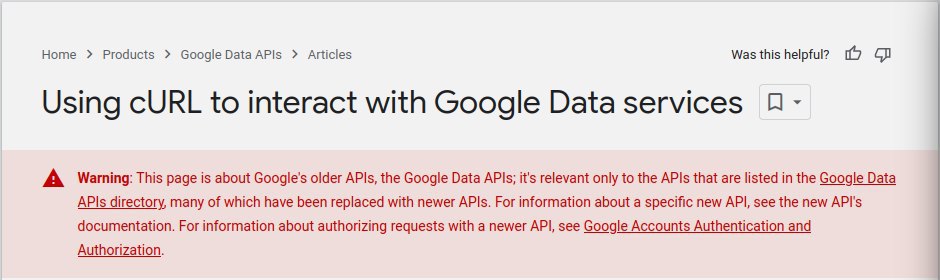 Home > Products > Google Data APIs > Articles
Was this helpful?
Using cURL to interact with Google Data services
Warning: This page is about Google's older APIs, the Google Data APIs; it's relevant only to the APIs that are listed in the Google Data
APIs directory, many of which have been replaced with newer APIs. For information about a specific new API, see the new API's
documentation. For information about authorizing requests with a newer API, see Google Accounts Authentication and
Authorization.